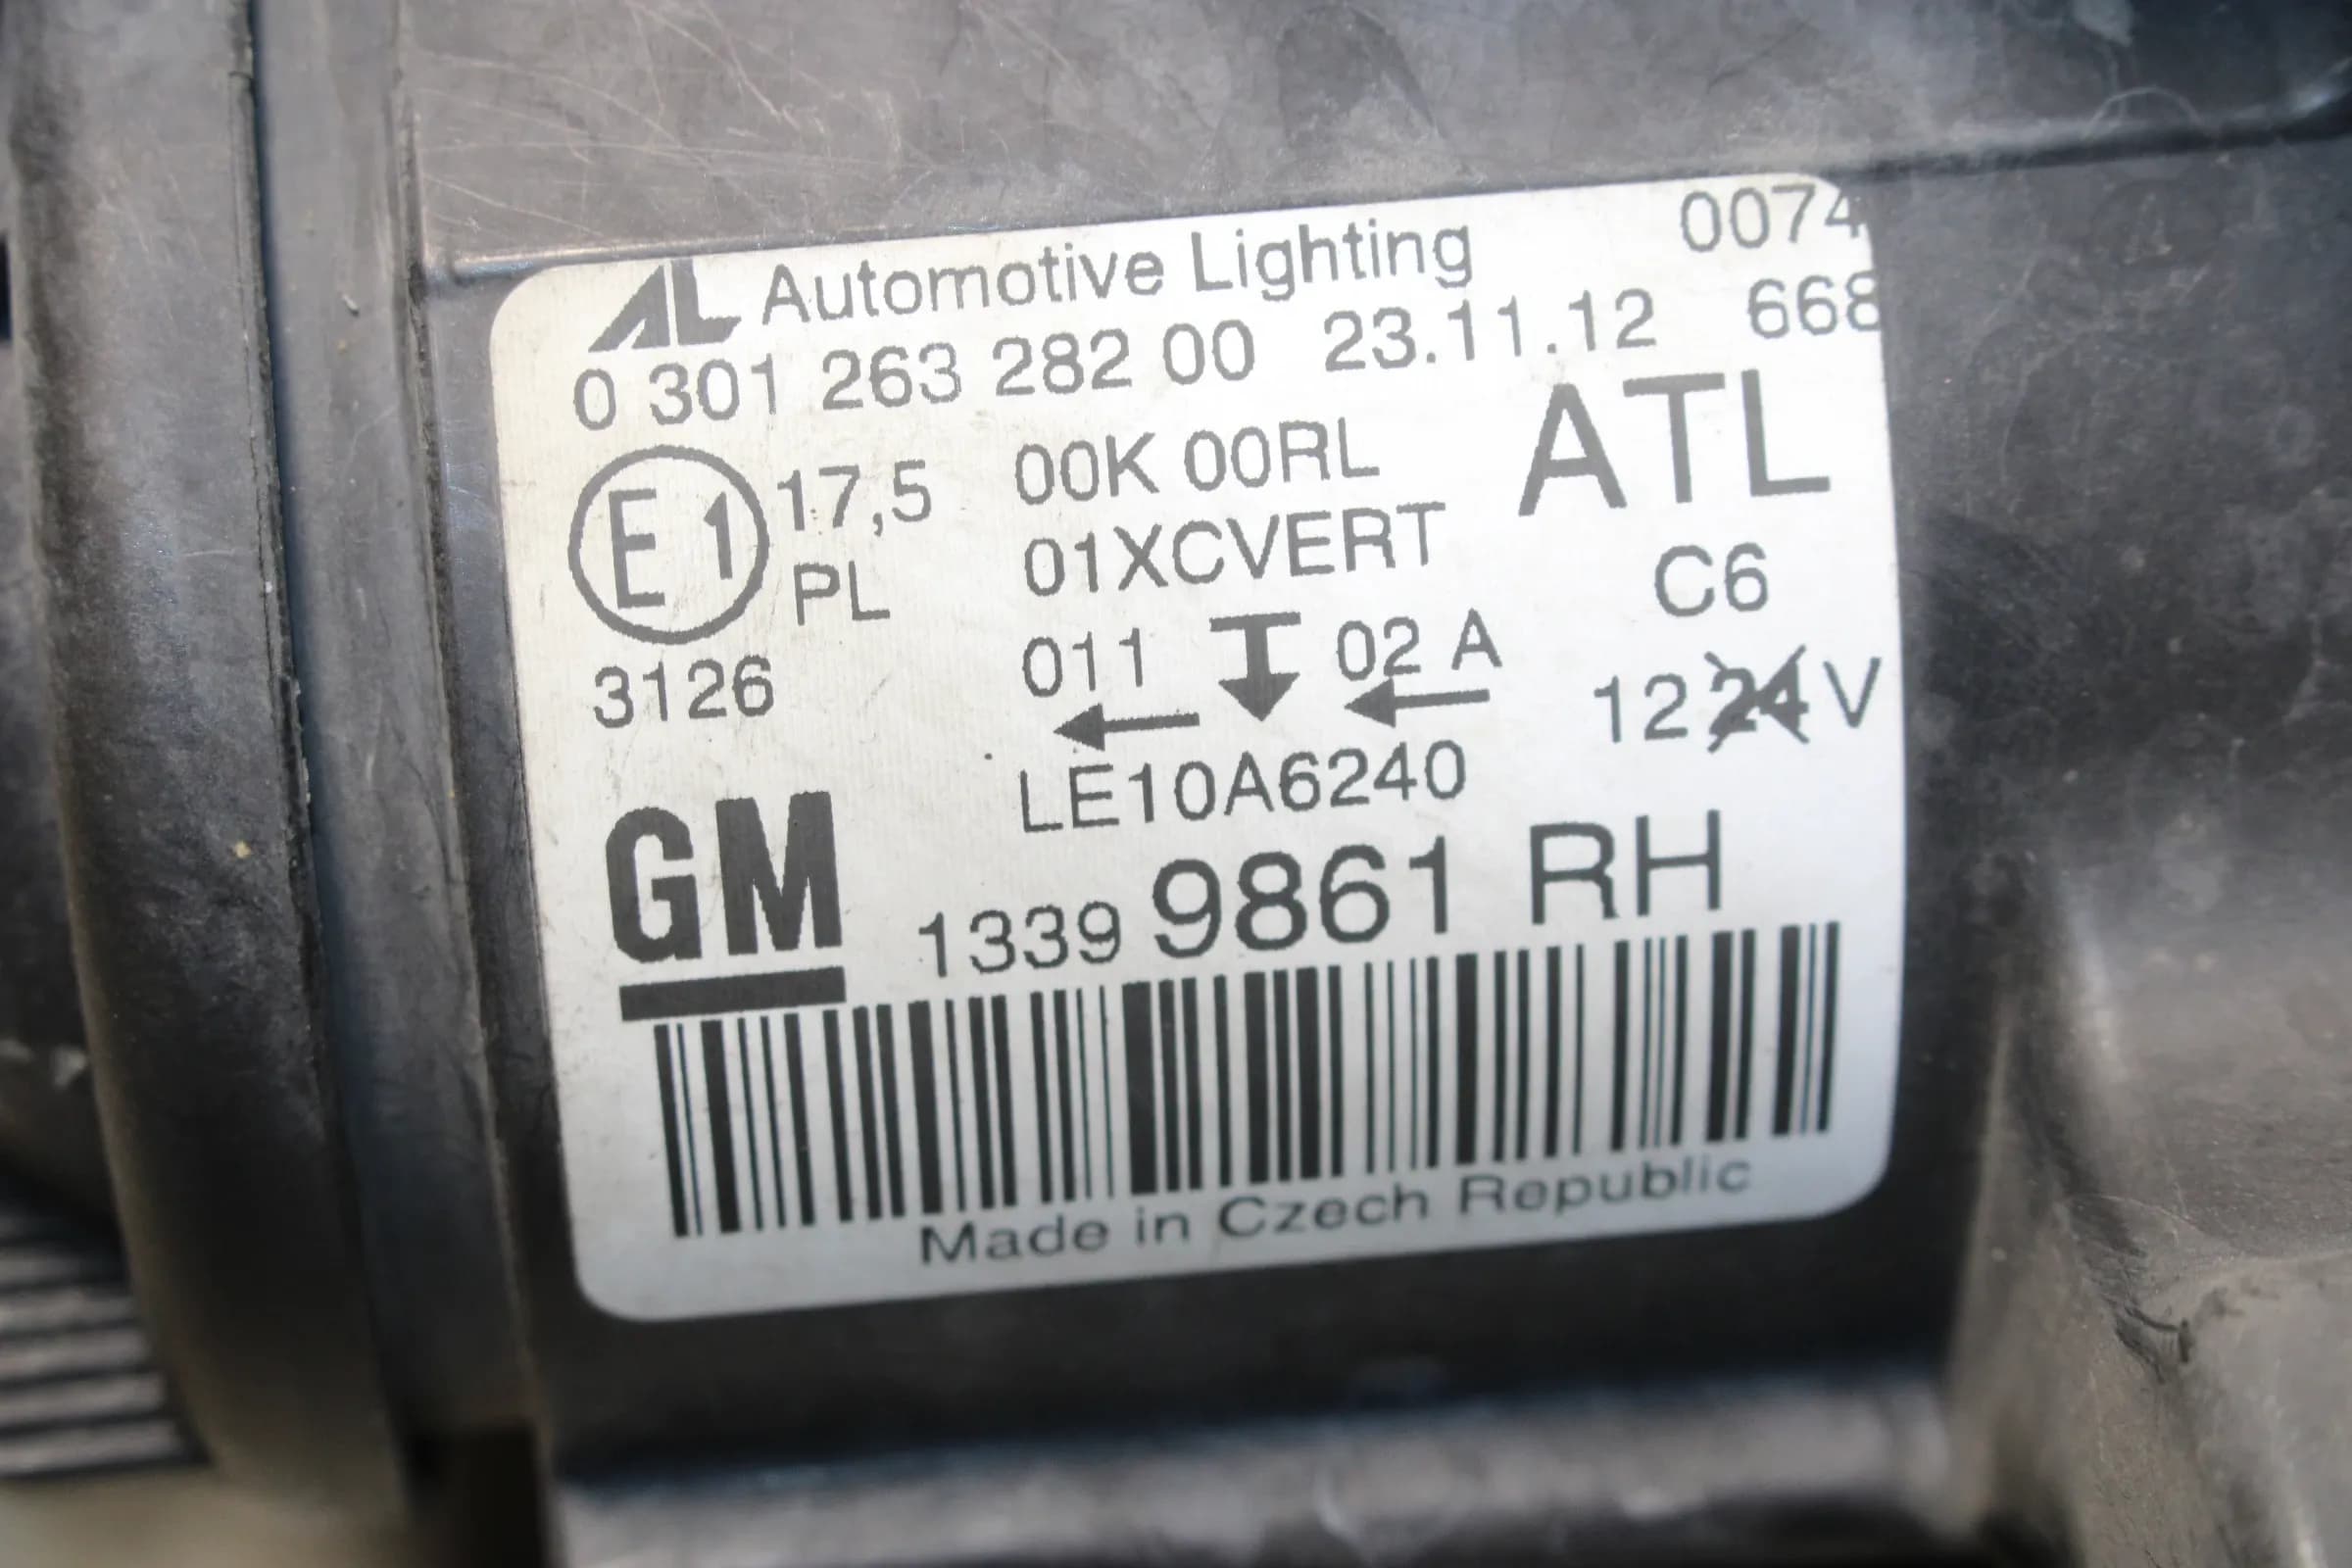 AL Automotive Lighting 0074
0 301 263 282 00 23.11.12 668
E1 17,5 00K 00RL ATL
PL 01XCVERT C6
3126 011 02 A 12 24 V
LE10A6240
GM 1339 9861 RH
Made in Czech Republic